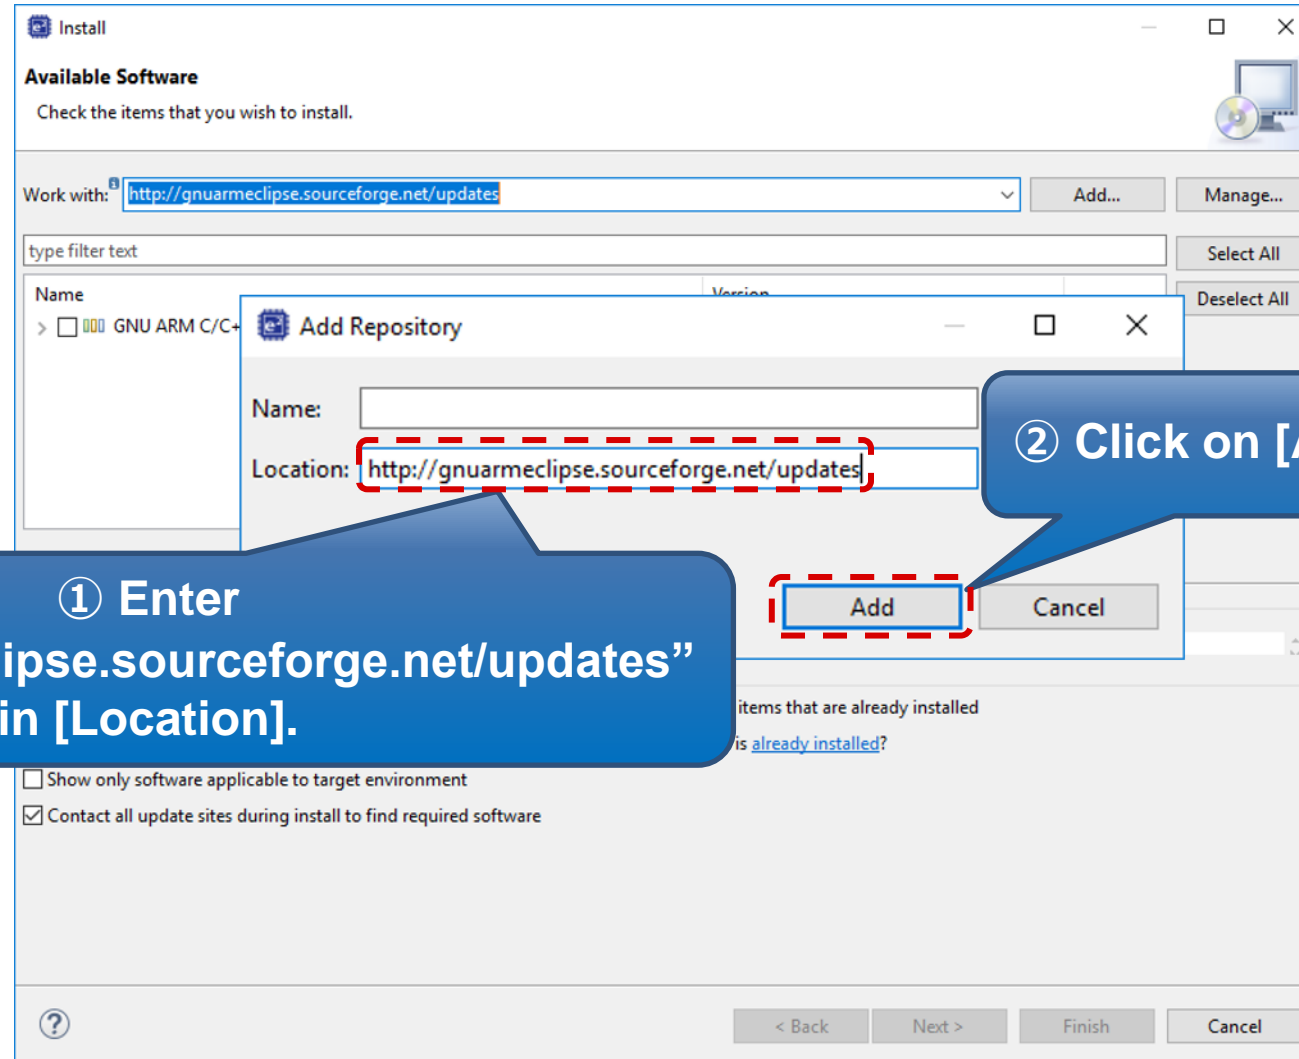 Install
Available Software
Check the items that you wish to install.
Work with: http://gnuarmeclipse.sourceforge.net/updates
Add...
Manage...
type filter text
Select All
Name
Version
Deselect All
GNU ARM C/C+
Add Repository
Name:
Location: http://gnuarmeclipse.sourceforge.net/updates
② Click on [A
Add
Cancel
① Enter
ipse.sourceforge.net/updates”
in [Location].
items that are already installed
is already installed?
Show only software applicable to target environment
Contact all update sites during install to find required software
?
< Back
Next >
Finish
Cancel